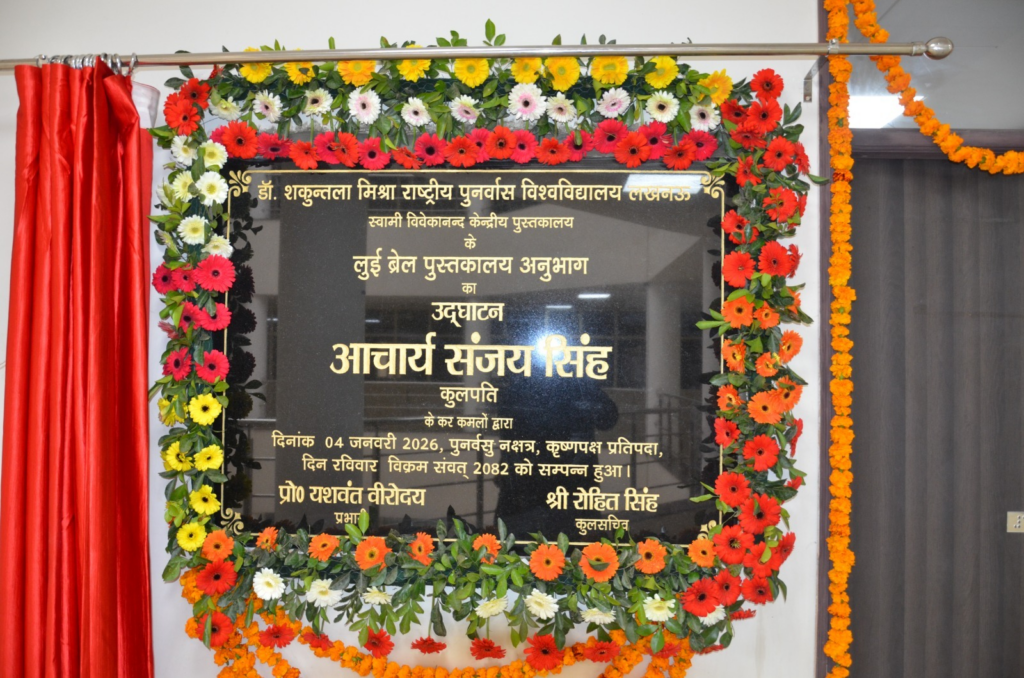 डॉ. शकुन्तला मिश्रा राष्ट्रीय पुनर्वास विश्वविद्यालय लखनऊ
स्वामी विवेकानन्द केन्द्रीय पुस्तकालय
के
लुई ब्रेल पुस्तकालय अनुभाग
का
उद्घाटन
आचार्य संजय सिंह
कुलपति
के कर कमलों द्वारा
दिनांक 04 जनवरी 2026, पुनर्वसु नक्षत्र, कृष्णपक्ष प्रतिपदा,
दिन रविवार विक्रम संवत् 2082 को सम्पन्न हुआ।
प्रो० यशवंत वीरोदय श्री रोहित सिंह
प्रभारी कुलसचिव